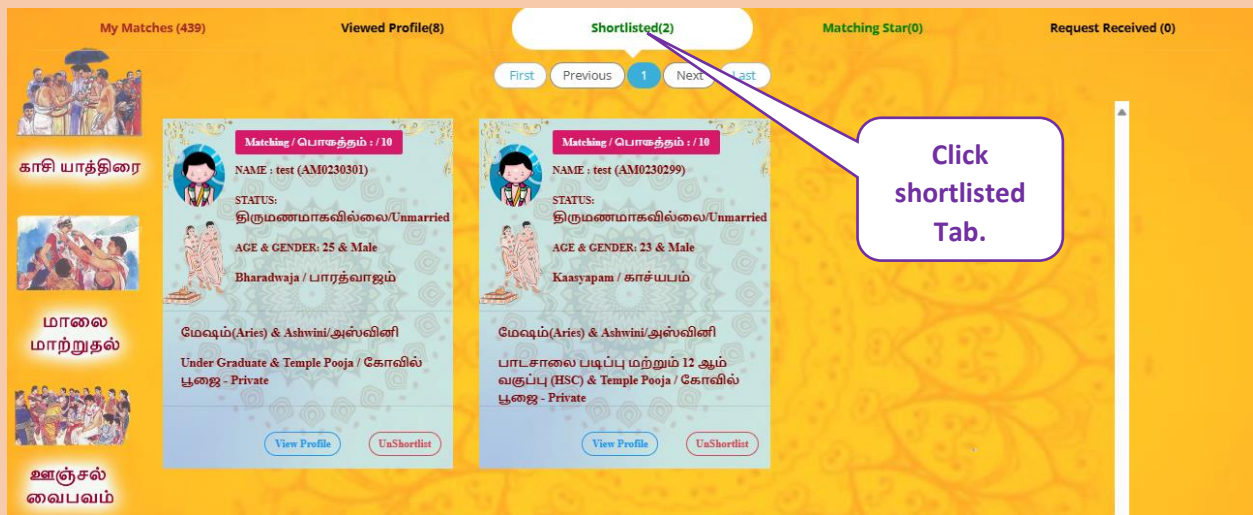 My Matches (439)
Viewed Profile(8)
Shortlisted(2)
Matching Star(0)
Request Received (0)
First
Previous
1
Next
Last
காசி யாத்திரை
மாலை
மாற்றுதல்
ஊஞ்சல்
வைபவம்
Matching / பொருத்தம் : / 10
NAME : test (AM0230301)
STATUS:
திருமணமாகவில்லை/Unmarried
AGE & GENDER: 25 & Male
Bharadwaja / பாரத்வாஜம்
மேஷம்(Aries) & Ashwini/அஸ்வினி
Under Graduate & Temple Pooja / கோவில்
பூஜை - Private
View Profile
UnShortlist
Matching / பொருத்தம் : / 10
NAME : test (AM0230299)
STATUS:
திருமணமாகவில்லை/Unmarried
AGE & GENDER: 23 & Male
Kaasyapam / காச்யபம்
மேஷம்(Aries) & Ashwini/அஸ்வினி
பாடசாலை படிப்பு மற்றும் 12 ஆம்
வகுப்பு (HSC) & Temple Pooja / கோவில்
பூஜை - Private
View Profile
UnShortlist
Click
shortlisted
Tab.